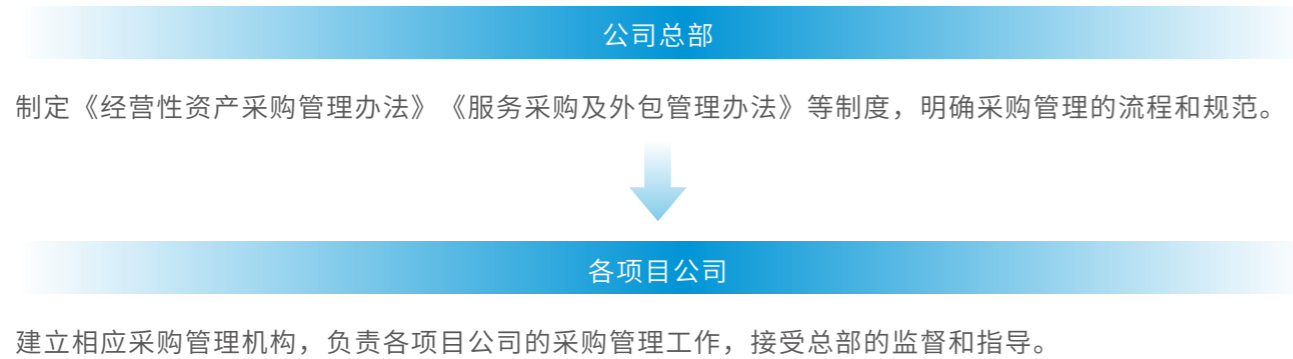 公司总部
制定《经营性资产采购管理办法》《服务采购及外包管理办法》等制度，明确采购管理的流程和规范。
各项目公司
建立相应采购管理机构，负责各项目公司的采购管理工作，接受总部的监督和指导。